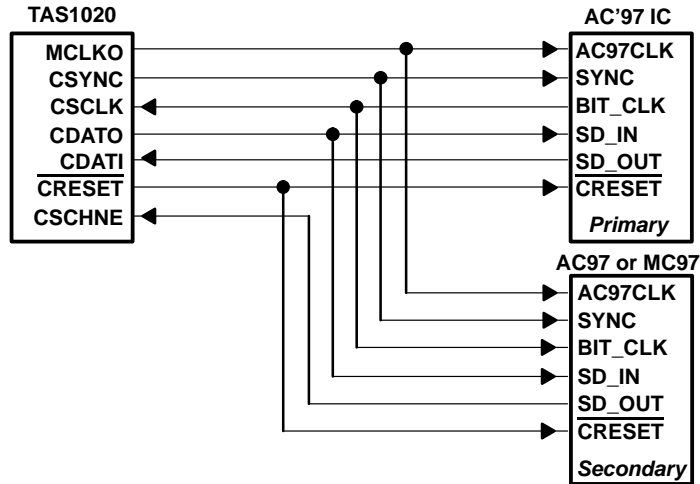 TAS1020
MCLKO
CSYNC
CSCLK
CDATO
CDATI
CRESET
CSCHNE
AC'97 IC
AC97CLK
SYNC
BIT_CLK
SD_IN
SD_OUT
CRESET
Primary
AC97 or MC97
AC97CLK
SYNC
BIT_CLK
SD_IN
SD_OUT
CRESET
Secondary